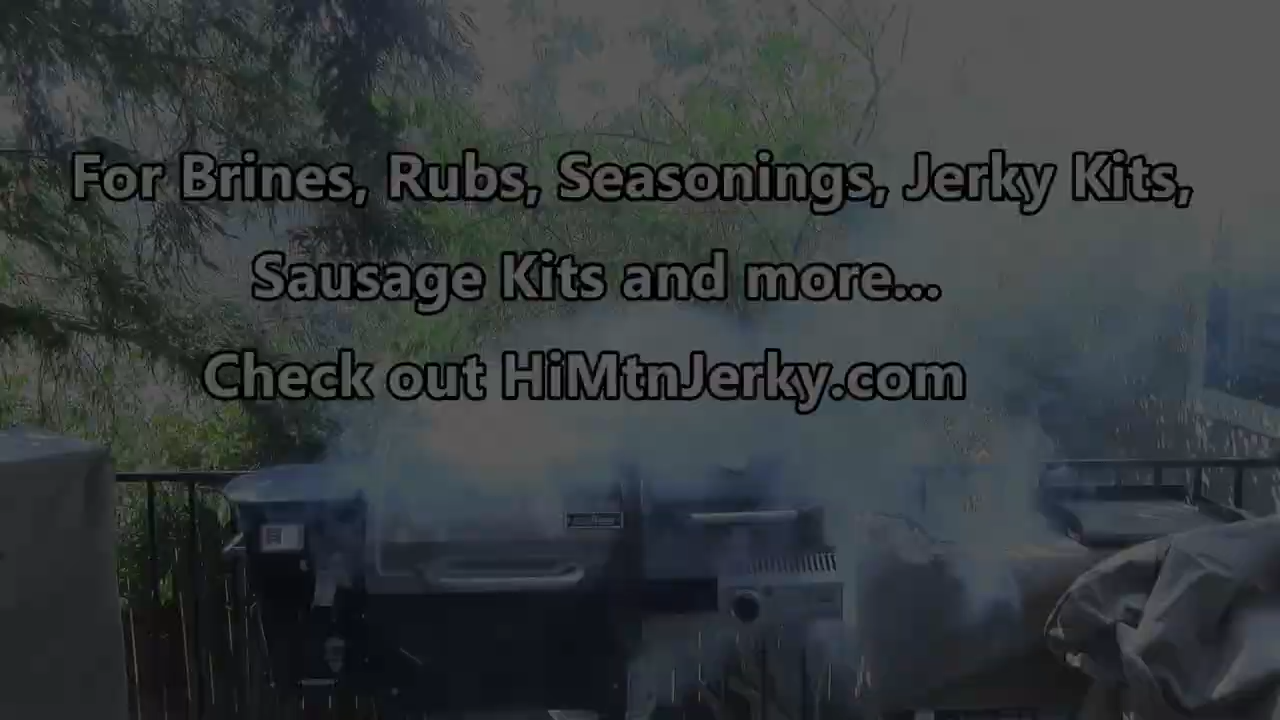 For Brines, Rubs, Seasonings, Jerky Kits,
Sausage Kits and more...
Check out HiMtnJerky.com